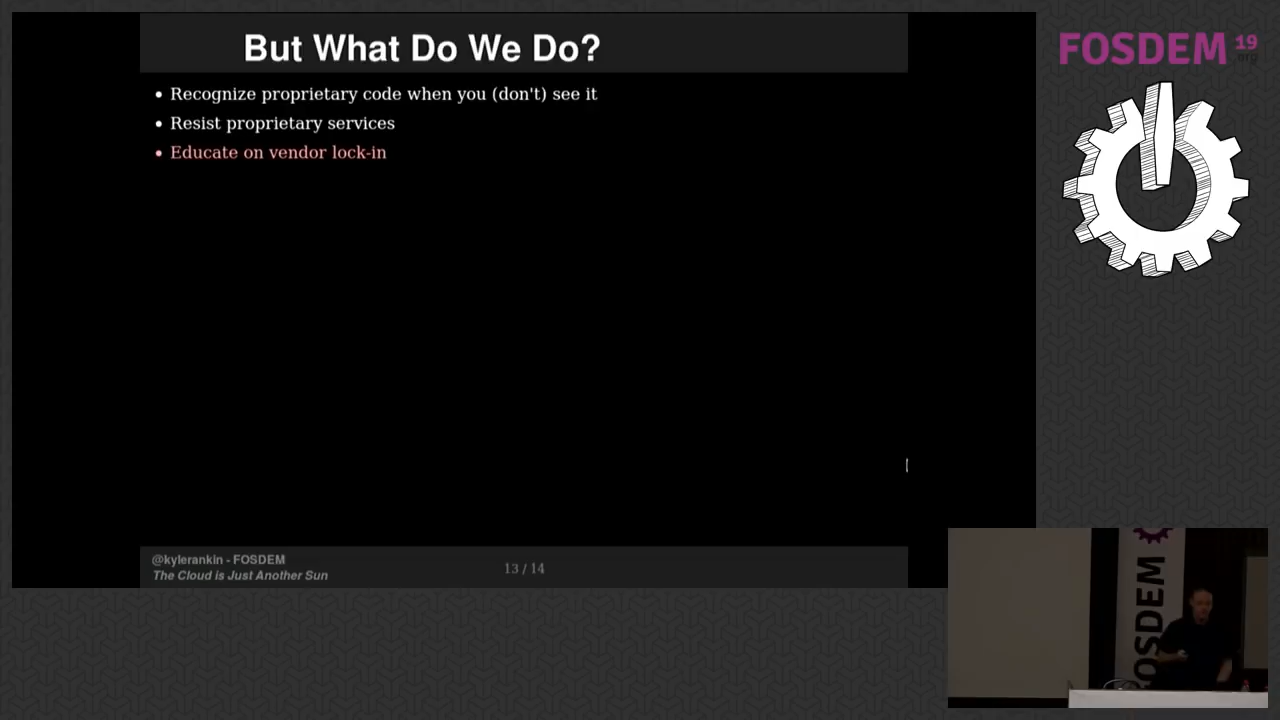 But What Do We Do?
• Recognize proprietary code when you (don't) see it
• Resist proprietary services
• Educate on vendor lock-in
@kylerankin - FOSDEM
The Cloud is Just Another Sun
13 / 14
FOSDEM 19
.org
FOSDEM